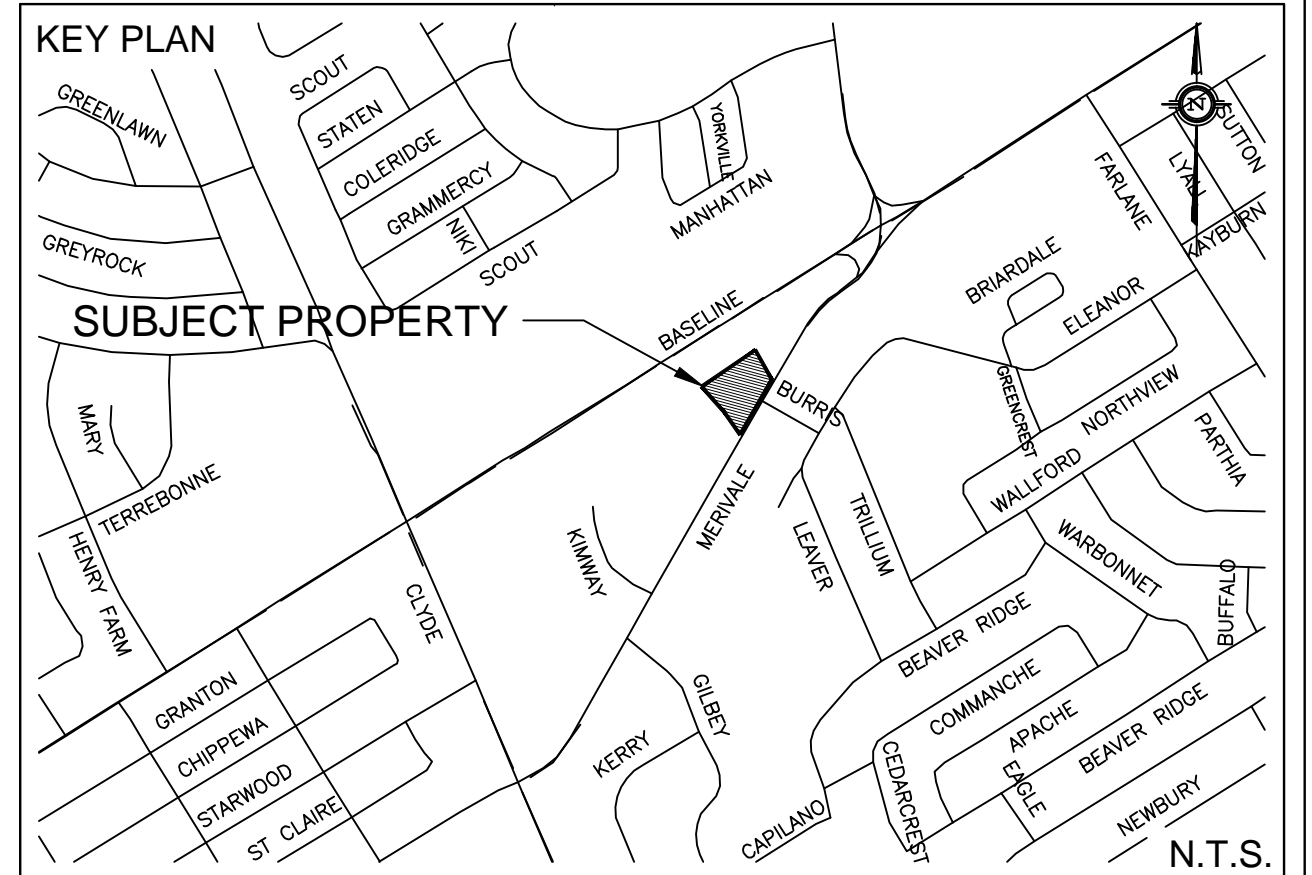 KEY PLAN
SCOUT
STATEN
GREENLAWN
COLERIDGE
GRAMMERCY
NIKI
SCOUT
YORKVILLE
MANHATTAN
N
SUTTON
LYALL
FARLANE
KAYBURN
GREYROCK
BRIARDALE
ELEANOR
SUBJECT PROPERTY
BASELINE
BURRIS
GREENCREST
NORTHVIEW
WALLFORD
PARTHIA
MARY
TERREBONNE
MERIVALE
TRILLIUM
LEAVER
WARBONNET
BUFFALO
HENRY FARM
KIMWAY
CLYDE
BEAVER RIDGE
GRANTON
CHIPPEWA
STARWOOD
ST CLAIRE
GILBEY
KERRY
COMMANCHE
APACHE
BEAVER RIDGE
EAGLE
CEDARCREST
CAPILANO
NEWBURY
N.T.S.